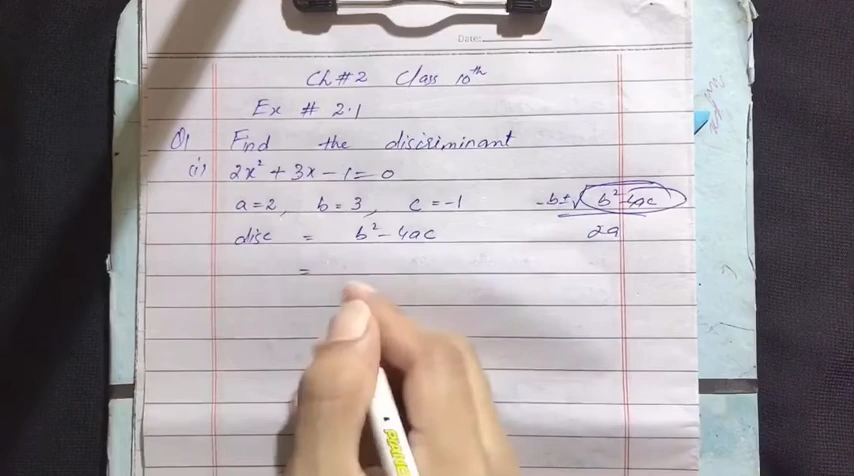 Date:
Ch # 2 Class 10th
Ex # 2.1
Q1 Find the discriminant
(i) 2x² + 3x - 1 = 0
a = 2, b = 3, c = -1 -b±√b²-4ac
disc = b² - 4ac 2a
=
PIANO